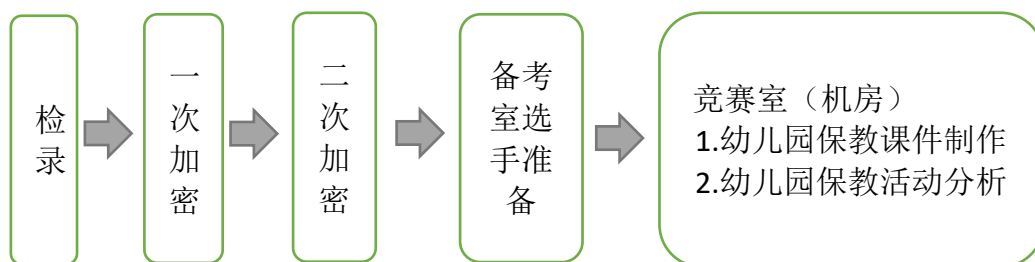 检
录
一
次
加
密
二
次
加
密
备考
室选
手准
备
竞赛室（机房）
1.幼儿园保教课件制作
2.幼儿园保教活动分析